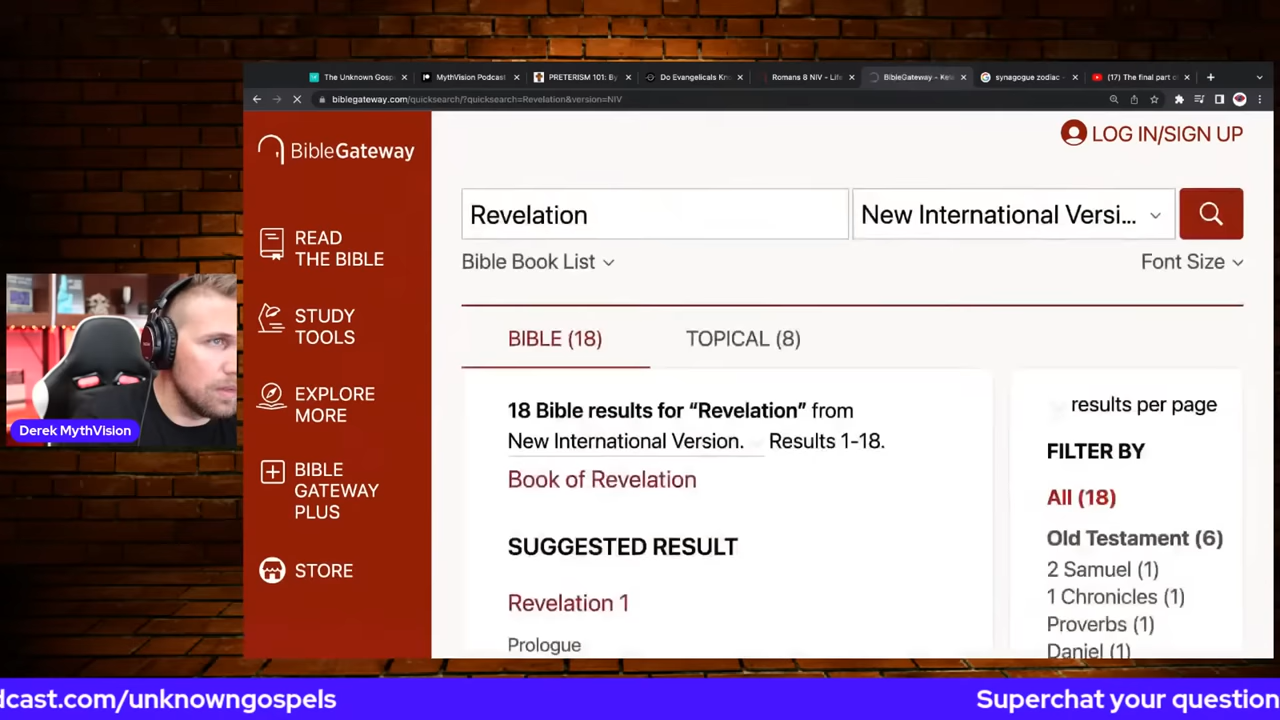 The Unknown Gosp
MythVision Podcast
PRETERISM 101: By
Do Evangelicals Kn
Romans 8 NIV - Life
BibleGateway - Key
synagogue zodiac -
(17) The final part o
biblegateway.com/quicksearch/?quicksearch=Revelation&version=NIV
BibleGateway
LOG IN/SIGN UP
Revelation
New International Versi...
Bible Book List
Font Size
READ
THE BIBLE
STUDY
TOOLS
EXPLORE
MORE
BIBLE
GATEWAY
PLUS
STORE
BIBLE (18)
TOPICAL (8)
18 Bible results for “Revelation” from
New International Version. Results 1-18.
Book of Revelation
SUGGESTED RESULT
Revelation 1
Prologue
results per page
FILTER BY
All (18)
Old Testament (6)
2 Samuel (1)
1 Chronicles (1)
Proverbs (1)
Daniel (1)
Derek MythVision
dcast.com/unknowngospels
Superchat your question